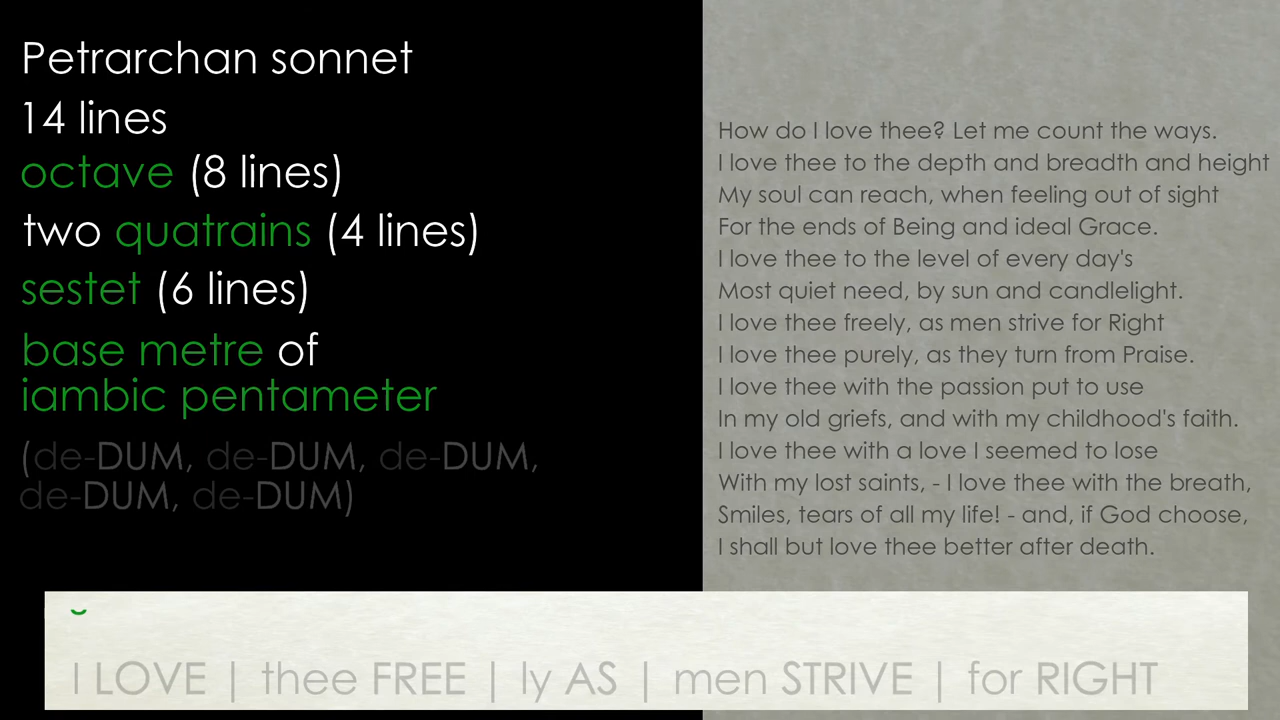 Petrarchan sonnet
14 lines
octave (8 lines)
two quatrains (4 lines)
sestet (6 lines)
base metre of
iambic pentameter
(de-DUM, de-DUM, de-DUM,
de-DUM, de-DUM)
How do I love thee? Let me count the ways.
I love thee to the depth and breadth and height
My soul can reach, when feeling out of sight
For the ends of Being and ideal Grace.
I love thee to the level of every day's
Most quiet need, by sun and candlelight.
I love thee freely, as men strive for Right
I love thee purely, as they turn from Praise.
I love thee with the passion put to use
In my old griefs, and with my childhood's faith.
I love thee with a love I seemed to lose
With my lost saints, - I love thee with the breath,
Smiles, tears of all my life! - and, if God choose,
I shall but love thee better after death.
˘
I LOVE | thee FREE | ly AS | men STRIVE | for RIGHT